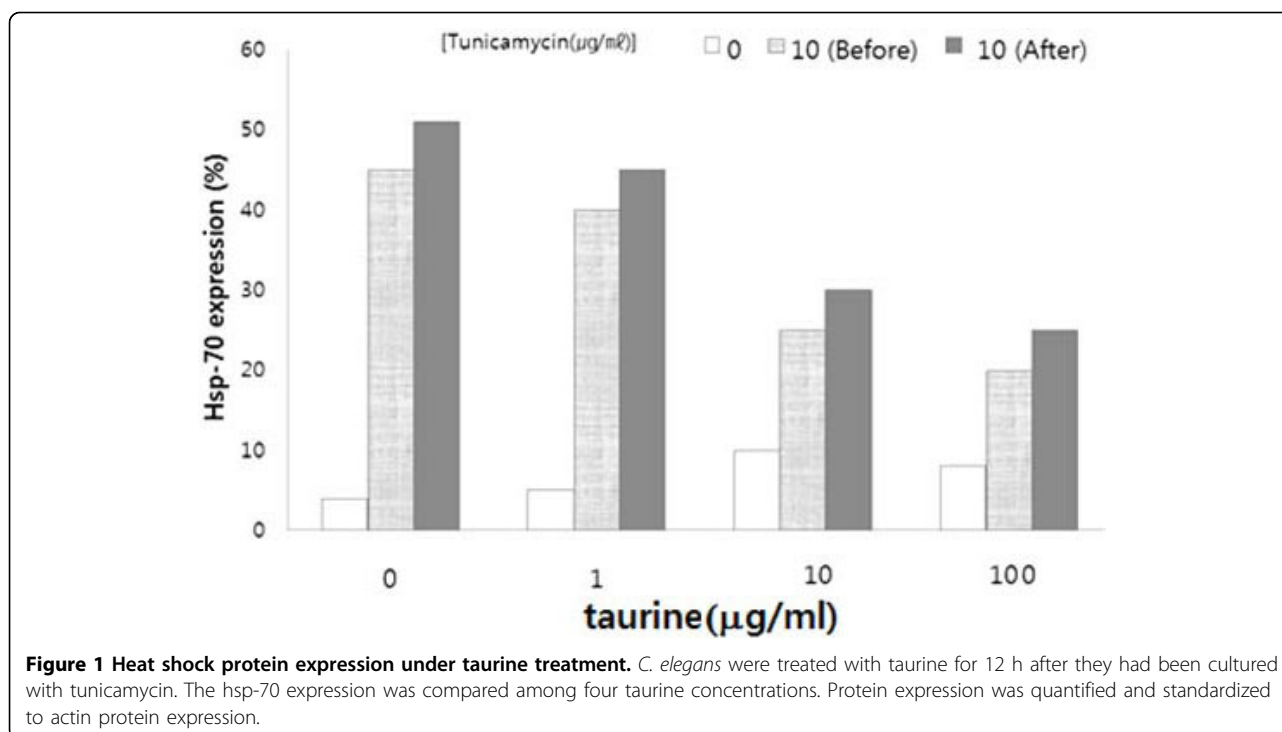 [Tunicamycin(μg/mℓ)] 0 10 (Before) 10 (After)
60
50
40
30
20
10
0
Hsp-70 expression (%)
0 1 10 100
taurine(μg/ml)
Figure 1 Heat shock protein expression under taurine treatment. C. elegans were treated with taurine for 12 h after they had been cultured
with tunicamycin. The hsp-70 expression was compared among four taurine concentrations. Protein expression was quantified and standardized
to actin protein expression.